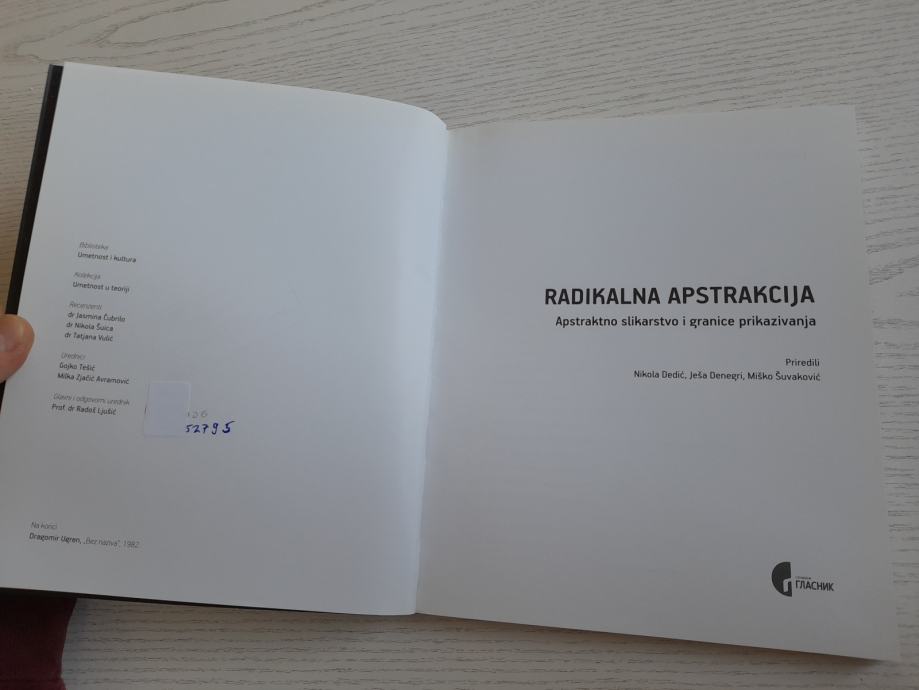 Biblioteka
Umetnost i kultura
Kolekcija
Umetnost u teoriji
Recenzenti
dr Jasmina Čubrilo
dr Nikola Šuica
dr Tatjana Vulić
Urednici
Gojko Tešić
Milka Zjačić Avramović
Glavni i odgovorni urednik
Prof. dr Radoš Ljušić
52795
Na korici
Dragomir Ugren, „Bez naziva”, 1982.
RADIKALNA APSTRAKCIJA
Apstraktno slikarstvo i granice prikazivanja
Priredili
Nikola Dedić, Ješa Denegri, Miško Šuvaković
ГЛАСНИК